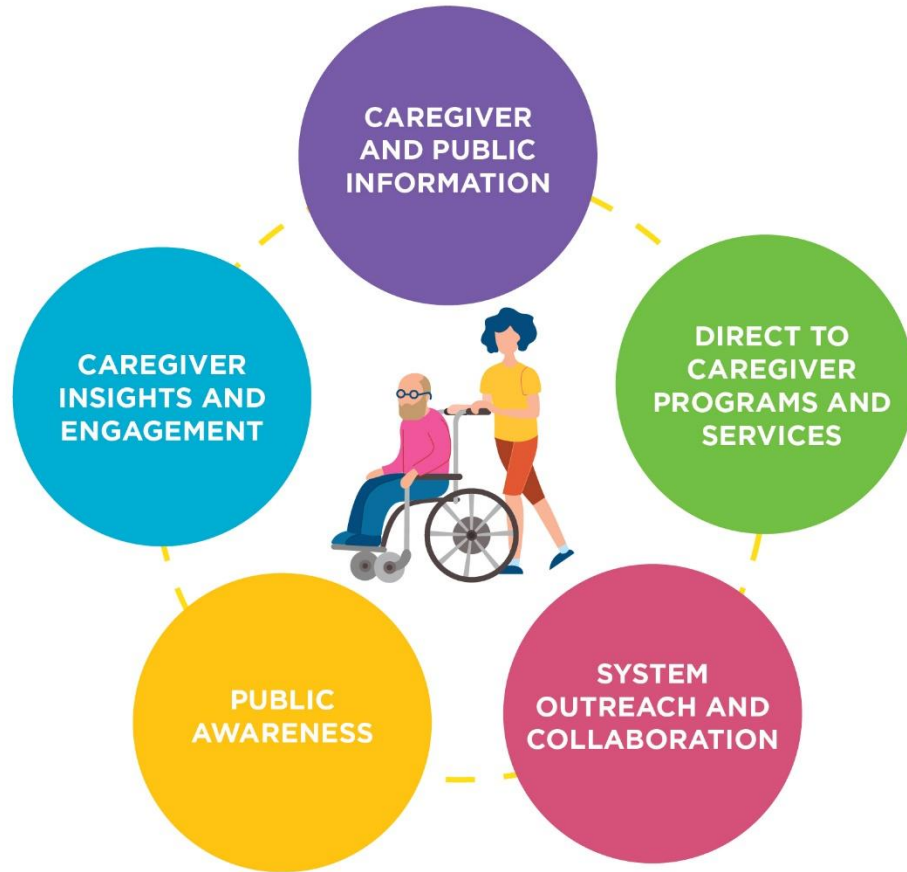 CAREGIVER
AND PUBLIC
INFORMATION
DIRECT TO
CAREGIVER
PROGRAMS AND
SERVICES
SYSTEM
OUTREACH AND
COLLABORATION
PUBLIC
AWARENESS
CAREGIVER
INSIGHTS AND
ENGAGEMENT